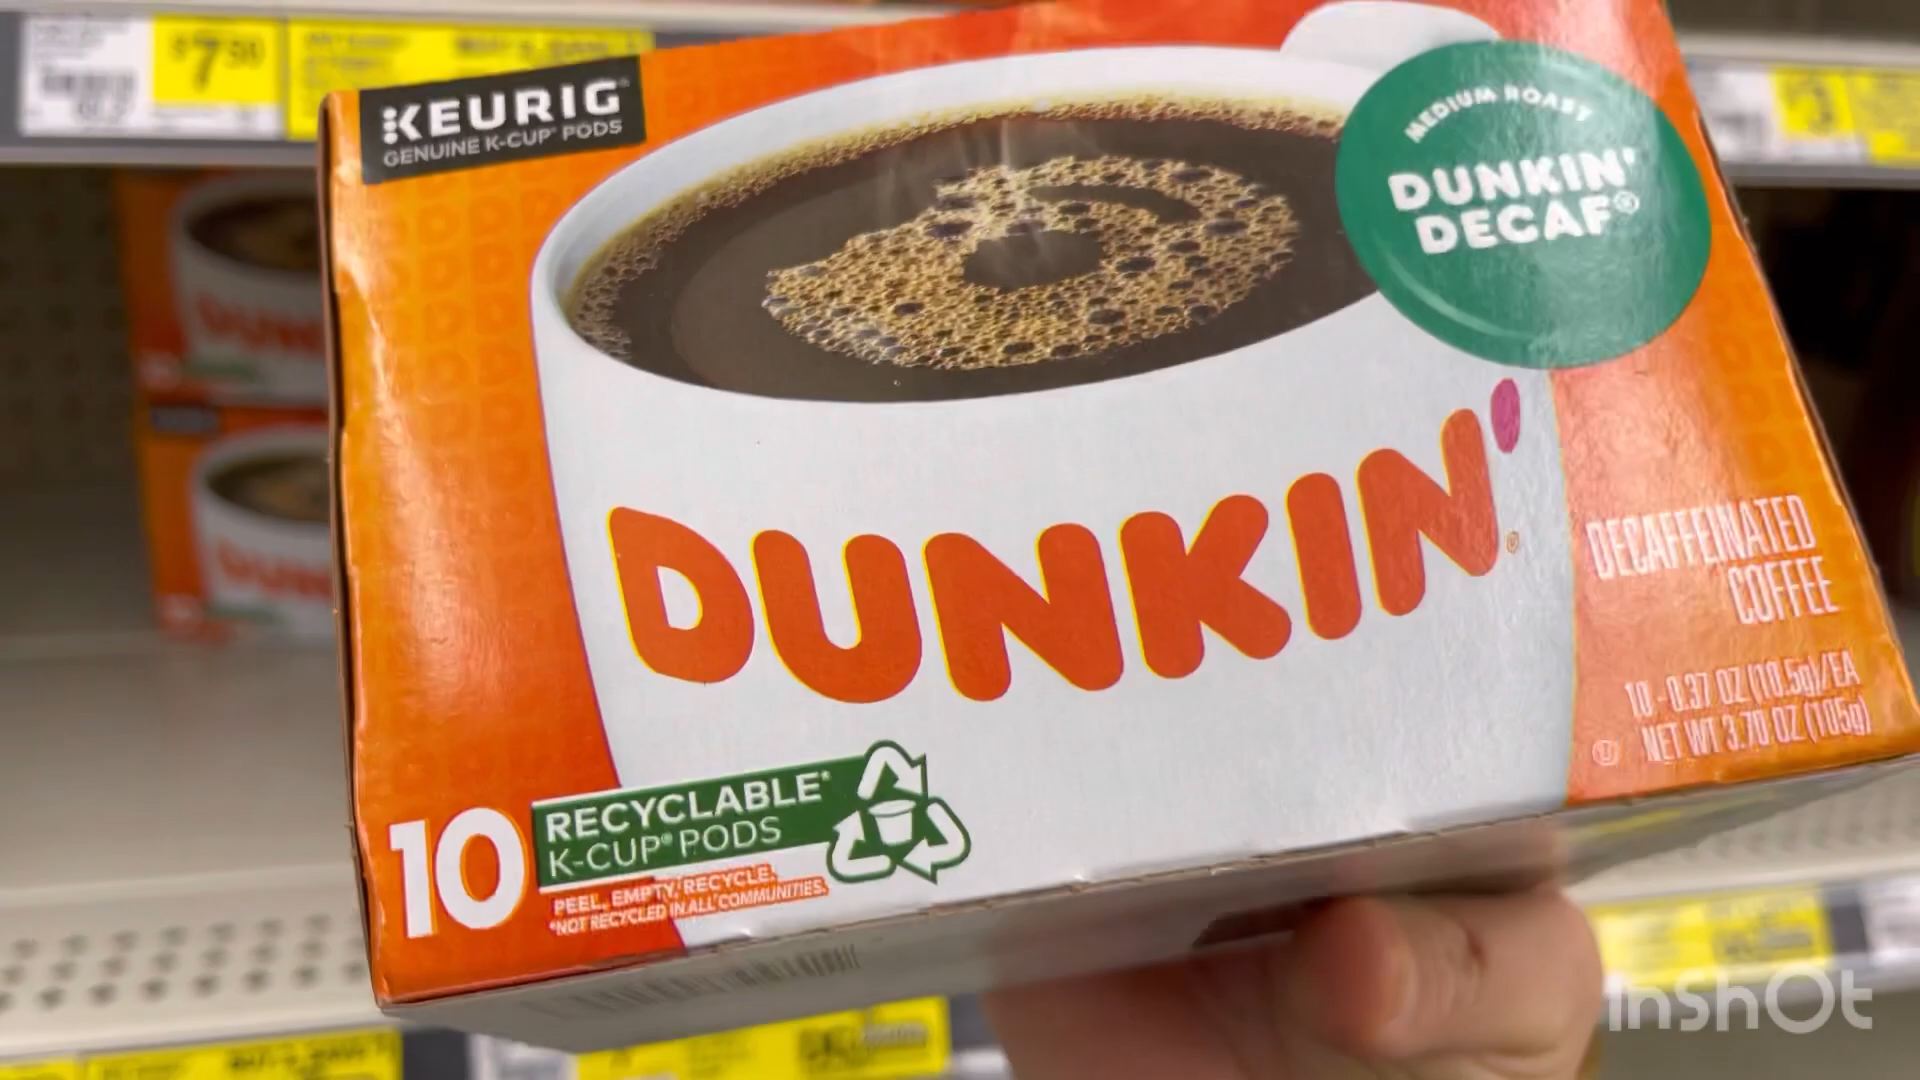 $7.50
KEURIG™
GENUINE K-CUP® PODS
MEDIUM ROAST
DUNKIN'
DECAF®
DUNKIN'®
DECAFFEINATED
COFFEE
10 - 0.37 OZ (10.5g)/EA
NET WT 3.70 OZ (105g)
U
10
RECYCLABLE*
K-CUP® PODS
PEEL, EMPTY, RECYCLE.
*NOT RECYCLED IN ALL COMMUNITIES.
InShOt